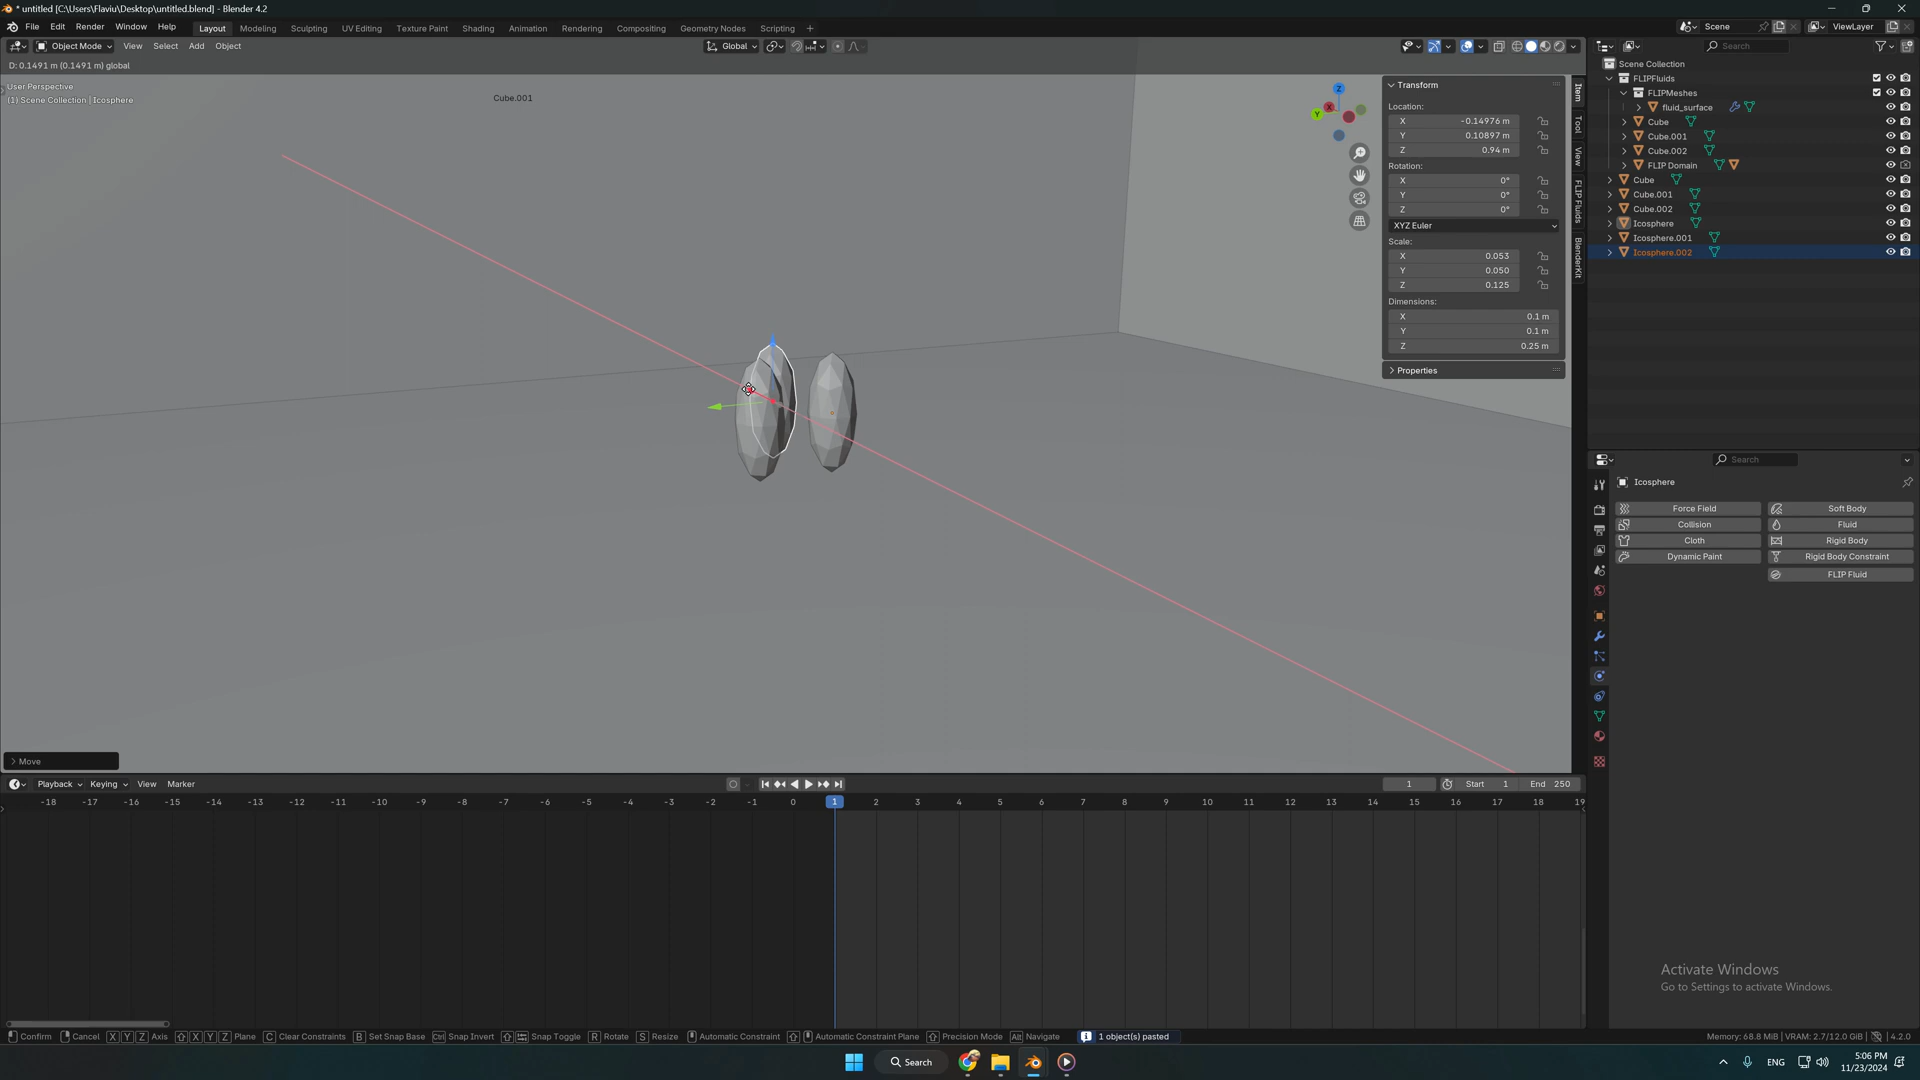 * untitled [C:\Users\Flaviu\Desktop\untitled.blend] - Blender 4.2
File Edit Render Window Help Layout Modeling Sculpting UV Editing Texture Paint Shading Animation Rendering Compositing Geometry Nodes Scripting + Scene ViewLayer
Object Mode View Select Add Object Global Search
D: 0.1491 m (0.1491 m) global
User Perspective
(1) Scene Collection | Icosphere
Cube.001
Z
X
Y
Transform
Location:
X -0.14976 m
Y 0.10897 m
Z 0.94 m
Rotation:
X 0°
Y 0°
Z 0°
XYZ Euler
Scale:
X 0.053
Y 0.050
Z 0.125
Dimensions:
X 0.1 m
Y 0.1 m
Z 0.25 m
Properties
Item
Tool
View
FLIP Fluids
BlenderKit
Scene Collection
FLIPFluids
FLIPMeshes
fluid_surface
Cube
Cube.001
Cube.002
FLIP Domain
Cube
Cube.001
Cube.002
Icosphere
Icosphere.001
Icosphere.002
Search
Icosphere
Force Field Soft Body
Collision Fluid
Cloth Rigid Body
Dynamic Paint Rigid Body Constraint
FLIP Fluid
Move
Playback Keying View Marker 1 Start 1 End 250
-18 -17 -16 -15 -14 -13 -12 -11 -10 -9 -8 -7 -6 -5 -4 -3 -2 -1 0 1 2 3 4 5 6 7 8 9 10 11 12 13 14 15 16 17 18 19
Activate Windows
Go to Settings to activate Windows.
Confirm Cancel X Y Z Axis X Y Z Plane C Clear Constraints B Set Snap Base Ctrl Snap Invert Snap Toggle R Rotate S Resize Automatic Constraint Automatic Constraint Plane Precision Mode Alt Navigate 1 object(s) pasted Memory: 68.8 MiB | VRAM: 2.7/12.0 GiB | 4.2.0
Search ENG 5:06 PM
11/23/2024